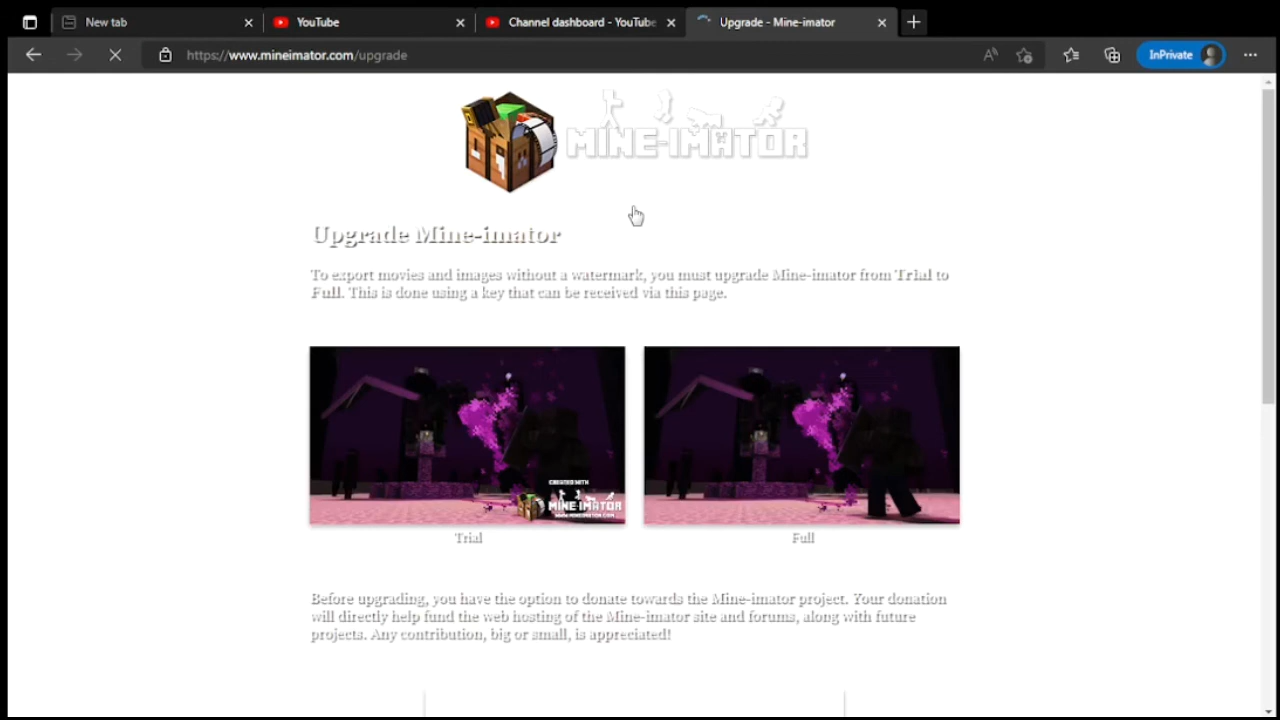 New tab
YouTube
Channel dashboard - YouTube
Upgrade - Mine-imator
https://www.mineimator.com/upgrade
InPrivate
MINE-IMATOR
Upgrade Mine-imator
To export movies and images without a watermark, you must upgrade Mine-imator from Trial to
Full. This is done using a key that can be received via this page.
CREATED WITH
MINE IMATOR
WWW.MINEIMATOR.COM
Trial
Full
Before upgrading, you have the option to donate towards the Mine-imator project. Your donation
will directly help fund the web hosting of the Mine-imator site and forums, along with future
projects. Any contribution, big or small, is appreciated!